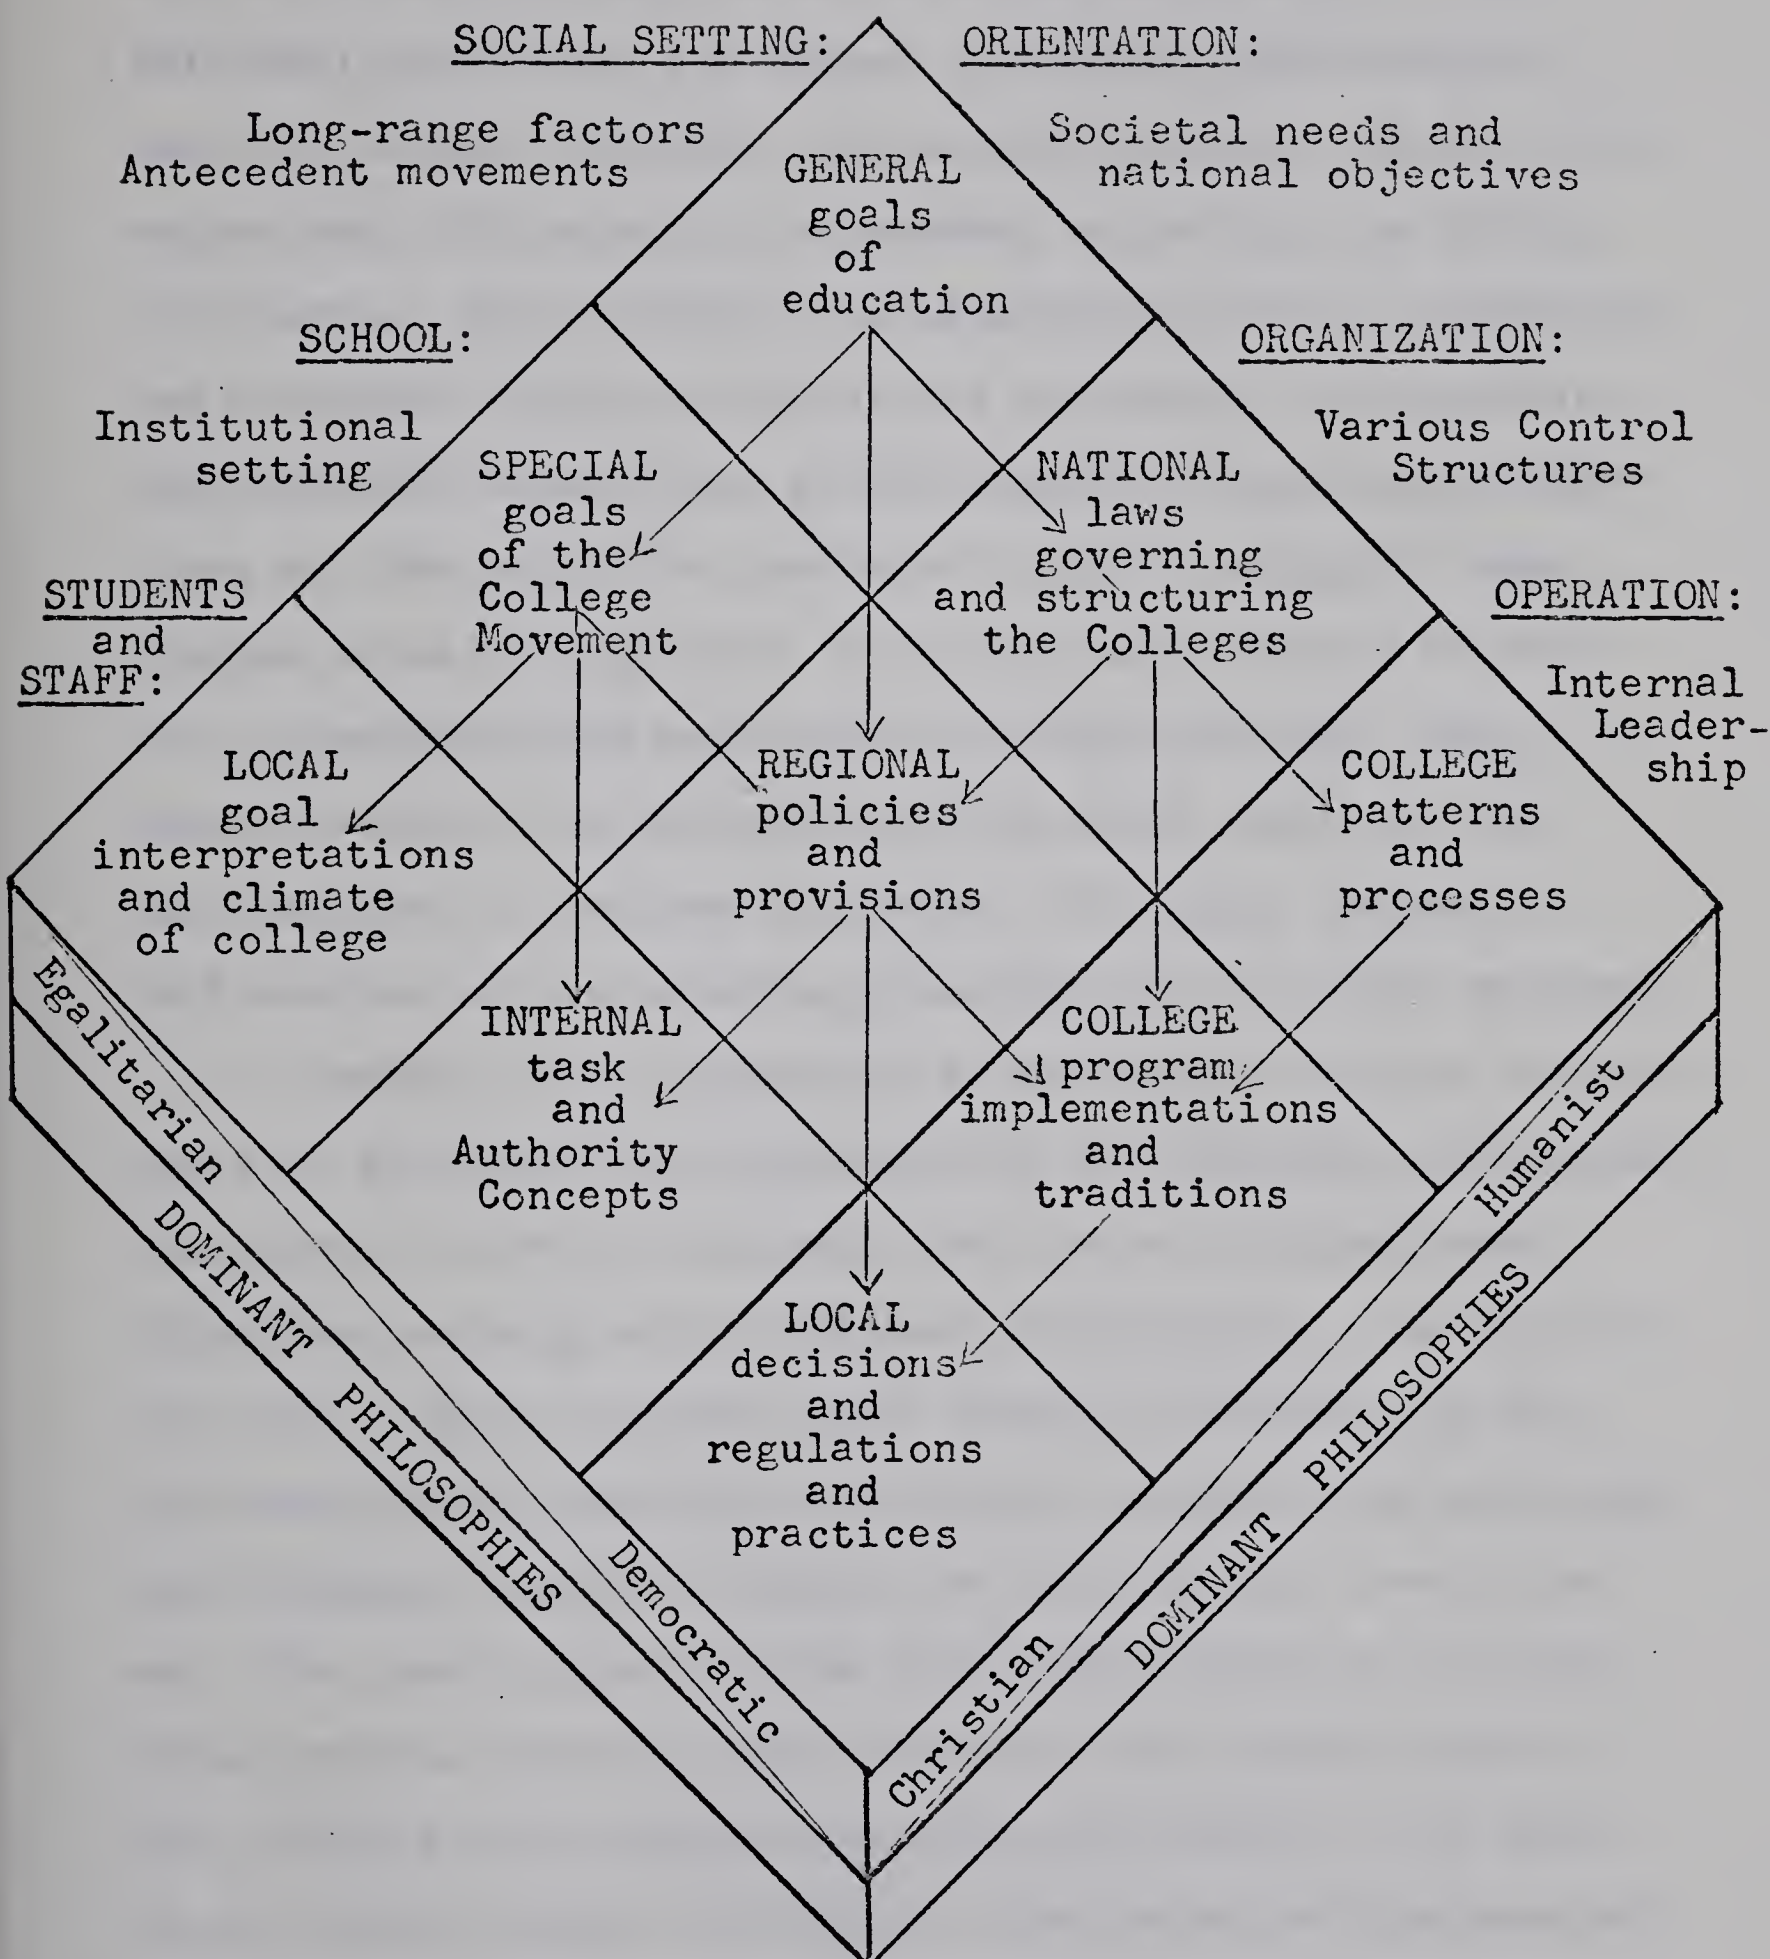 SOCIAL SETTING:
ORIENTATION:
Long-range factors
Antecedent movements
Societal needs and
national objectives
GENERAL
goals
of
education
SCHOOL:
Institutional
setting
ORGANIZATION:
Various Control
Structures
SPECIAL
goals
of the
College
Movement
NATIONAL
laws
governing
and structuring
the Colleges
STUDENTS
and
STAFF:
OPERATION:
Internal
Leader-
ship
LOCAL
goal
interpretations
and climate
of college
REGIONAL
policies
and
provisions
COLLEGE
patterns
and
processes
INTERNAL
task
and
Authority
Concepts
COLLEGE
program
implementations
and
traditions
LOCAL
decisions
and
regulations
and
practices
Egalitarian
Democratic
DOMINANT PHILOSOPHIES
Christian
Humanist
DOMINANT PHILOSOPHIES